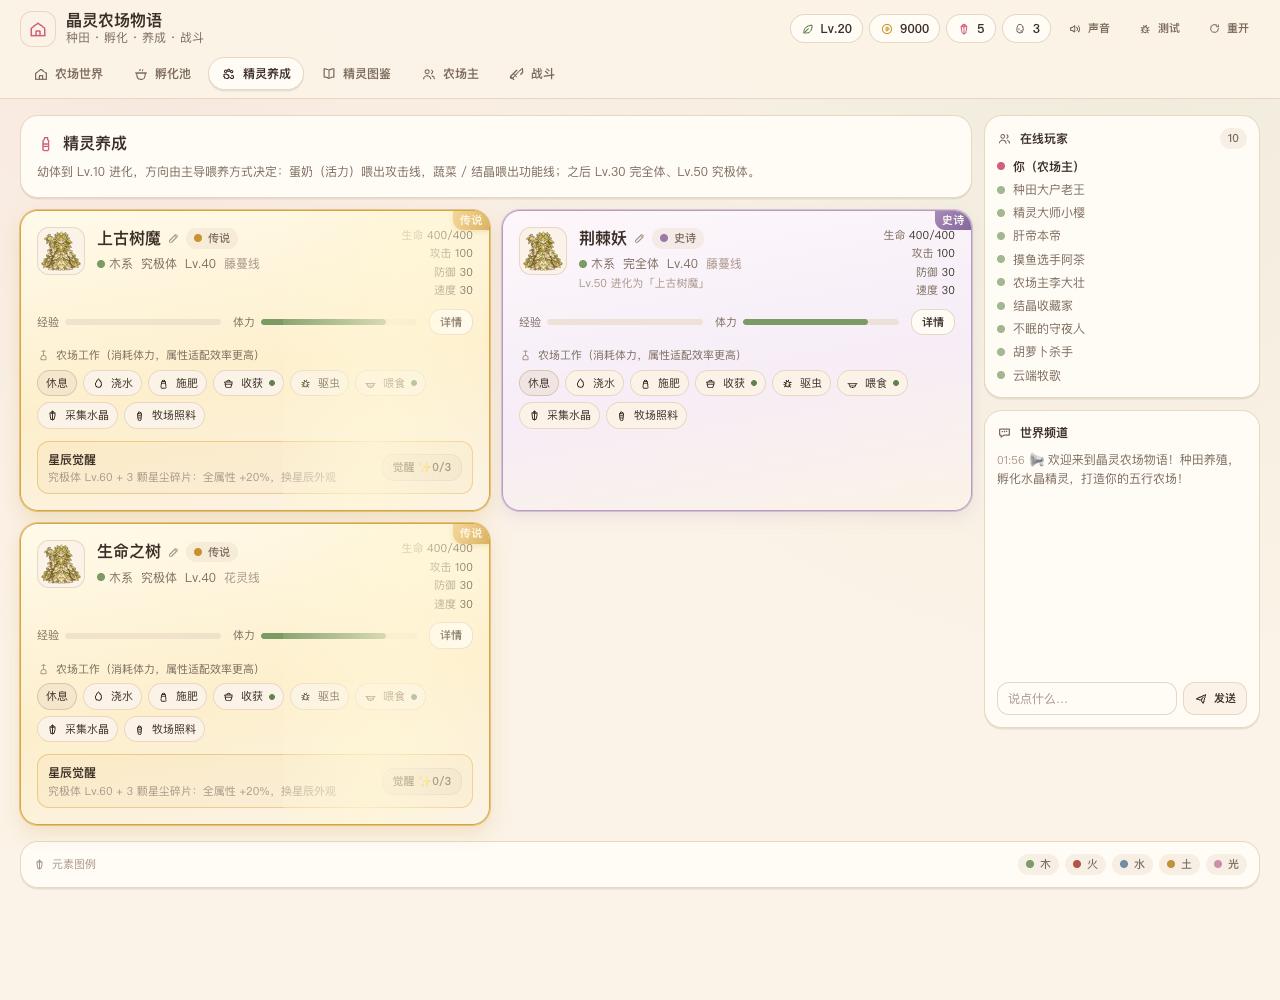 晶灵农场物语
种田 · 孵化 · 养成 · 战斗
Lv.20 9000 5 3 声音 测试 重开
农场世界 孵化池 精灵养成 精灵图鉴 农场主 战斗
精灵养成
幼体到 Lv.10 进化，方向由主导喂养方式决定：蛋奶（活力）喂出攻击线，蔬菜 / 结晶喂出功能线；之后 Lv.30 完全体、Lv.50 究极体。
传说
上古树魔 传说
木系 究极体 Lv.40 藤蔓线
生命 400/400
攻击 100
防御 30
速度 30
经验 体力 详情
农场工作（消耗体力，属性适配效率更高）
休息 浇水 施肥 收获 驱虫 喂食
采集水晶 牧场照料
星辰觉醒
究极体 Lv.60 + 3 颗星尘碎片：全属性 +20%，换星辰外观
觉醒 ✨0/3
史诗
荆棘妖 史诗
木系 完全体 Lv.40 藤蔓线
Lv.50 进化为「上古树魔」
生命 400/400
攻击 100
防御 30
速度 30
经验 体力 详情
农场工作（消耗体力，属性适配效率更高）
休息 浇水 施肥 收获 驱虫 喂食
采集水晶 牧场照料
传说
生命之树 传说
木系 究极体 Lv.40 花灵线
生命 400/400
攻击 100
防御 30
速度 30
经验 体力 详情
农场工作（消耗体力，属性适配效率更高）
休息 浇水 施肥 收获 驱虫 喂食
采集水晶 牧场照料
星辰觉醒
究极体 Lv.60 + 3 颗星尘碎片：全属性 +20%，换星辰外观
觉醒 ✨0/3
在线玩家 10
你（农场主）
种田大户老王
精灵大师小樱
肝帝本帝
摸鱼选手阿茶
农场主李大壮
结晶收藏家
不眠的守夜人
胡萝卜杀手
云端牧歌
世界频道
01:56 📢 欢迎来到晶灵农场物语！种田养殖，
孵化水晶精灵，打造你的五行农场！
说点什么... 发送
元素图例 木 火 水 土 光